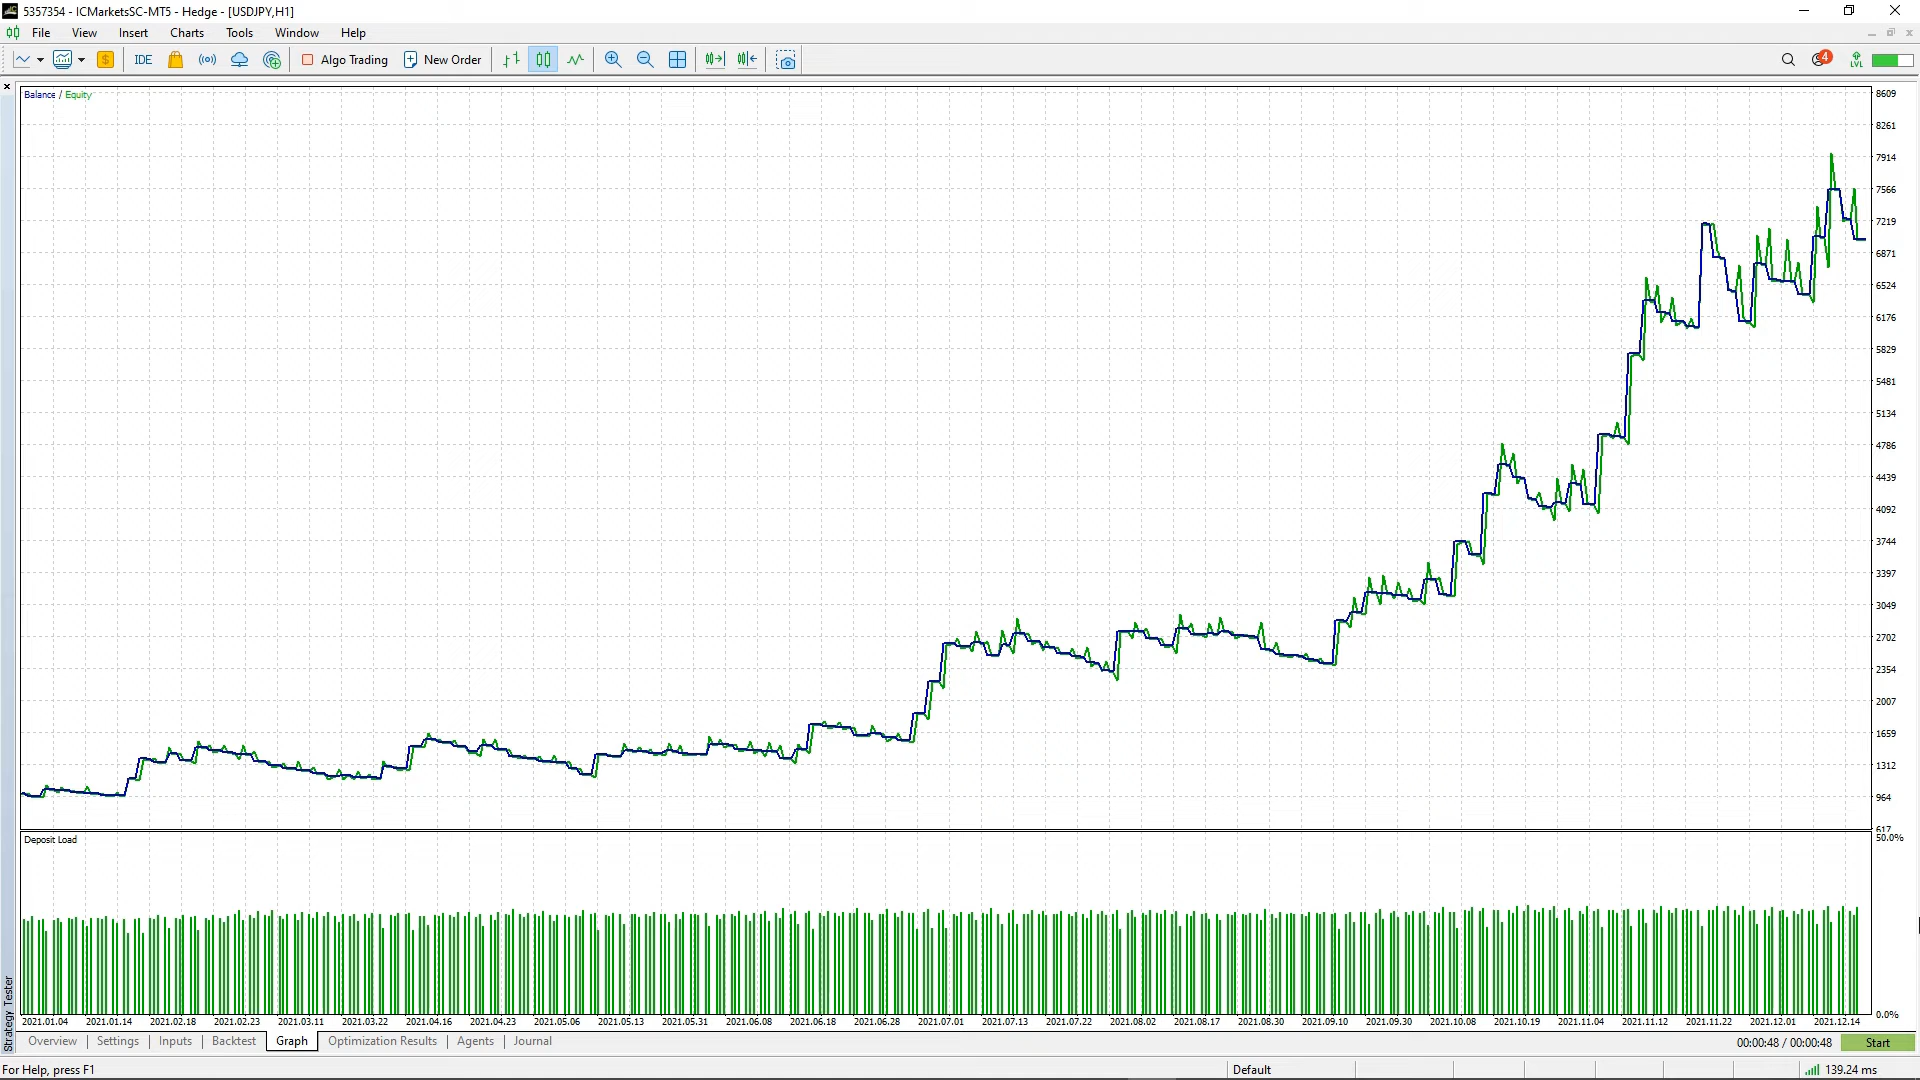 5357354 - ICMarketsSC-MT5 - Hedge - [USDJPY,H1]
File View Insert Charts Tools Window Help
IDE Algo Trading New Order 4 LVL
Balance / Equity
8609
8261
7914
7566
7219
6871
6524
6176
5829
5481
5134
4786
4439
4092
3744
3397
3049
2702
2354
2007
1659
1312
964
617
Deposit Load
50.0%
0.0%
2021.01.04 2021.01.14 2021.02.18 2021.02.23 2021.03.11 2021.03.22 2021.04.16 2021.04.23 2021.05.06 2021.05.13 2021.05.31 2021.06.08 2021.06.18 2021.06.28 2021.07.01 2021.07.13 2021.07.22 2021.08.02 2021.08.17 2021.08.30 2021.09.10 2021.09.30 2021.10.08 2021.10.19 2021.11.04 2021.11.12 2021.11.22 2021.12.01 2021.12.14
Strategy Tester
Overview Settings Inputs Backtest Graph Optimization Results Agents Journal 00:00:48 / 00:00:48 Start
For Help, press F1 Default 139.24 ms